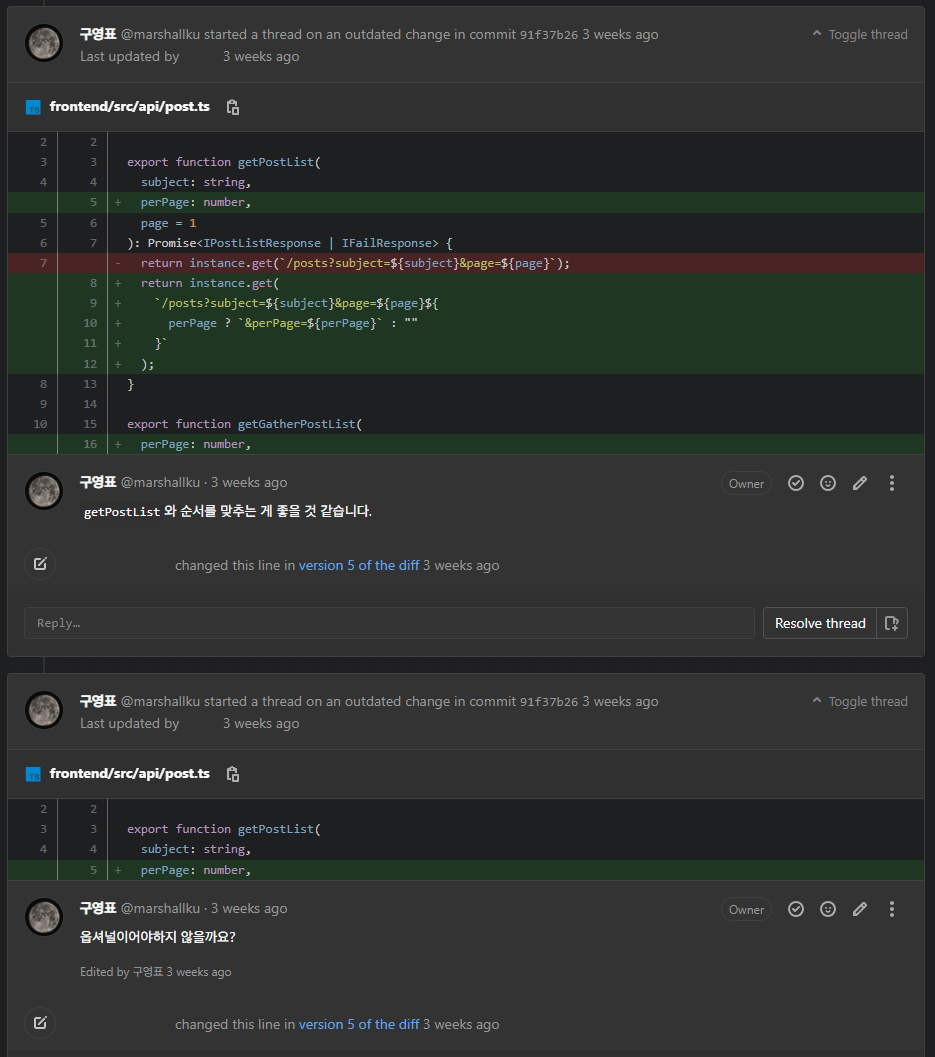 구영표 @marshallku started a thread on an outdated change in commit 91f37b26 3 weeks ago
Toggle thread
Last updated by 3 weeks ago
frontend/src/api/post.ts
2 2
3 3 export function getPostList(
4 4 subject: string,
5 + perPage: number,
5 6 page = 1
6 7 ): Promise<IPostListResponse | IFailResponse> {
7 - return instance.get(`/posts?subject=${subject}&page=${page}`);
8 + return instance.get(
9 + `/posts?subject=${subject}&page=${page}${
10 + perPage ? `&perPage=${perPage}` : ""
11 + }`
12 + );
8 13 }
9 14
10 15 export function getGatherPostList(
16 + perPage: number,
구영표 @marshallku · 3 weeks ago
Owner
getPostList 와 순서를 맞추는 게 좋을 것 같습니다.
changed this line in version 5 of the diff 3 weeks ago
Reply…
Resolve thread
구영표 @marshallku started a thread on an outdated change in commit 91f37b26 3 weeks ago
Toggle thread
Last updated by 3 weeks ago
frontend/src/api/post.ts
2 2
3 3 export function getPostList(
4 4 subject: string,
5 + perPage: number,
구영표 @marshallku · 3 weeks ago
Owner
옵셔널이어야하지 않을까요?
Edited by 구영표 3 weeks ago
changed this line in version 5 of the diff 3 weeks ago